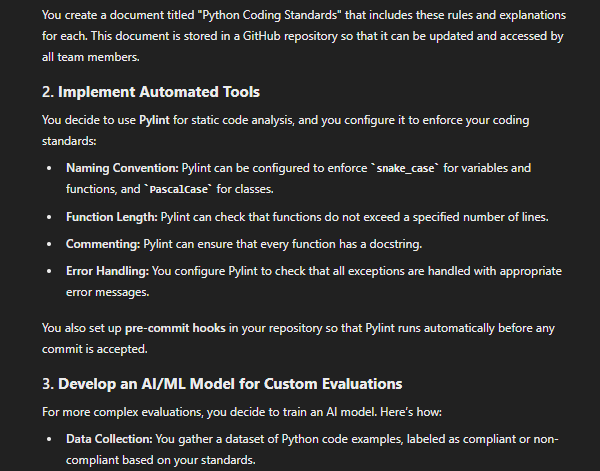 You create a document titled "Python Coding Standards" that includes these rules and explanations
for each. This document is stored in a GitHub repository so that it can be updated and accessed by
all team members.
2. Implement Automated Tools
You decide to use Pylint for static code analysis, and you configure it to enforce your coding
standards:
• Naming Convention: Pylint can be configured to enforce `snake_case` for variables and
functions, and `PascalCase` for classes.
• Function Length: Pylint can check that functions do not exceed a specified number of lines.
• Commenting: Pylint can ensure that every function has a docstring.
• Error Handling: You configure Pylint to check that all exceptions are handled with appropriate
error messages.
You also set up pre-commit hooks in your repository so that Pylint runs automatically before any
commit is accepted.
3. Develop an AI/ML Model for Custom Evaluations
For more complex evaluations, you decide to train an AI model. Here's how:
• Data Collection: You gather a dataset of Python code examples, labeled as compliant or non-
compliant based on your standards.